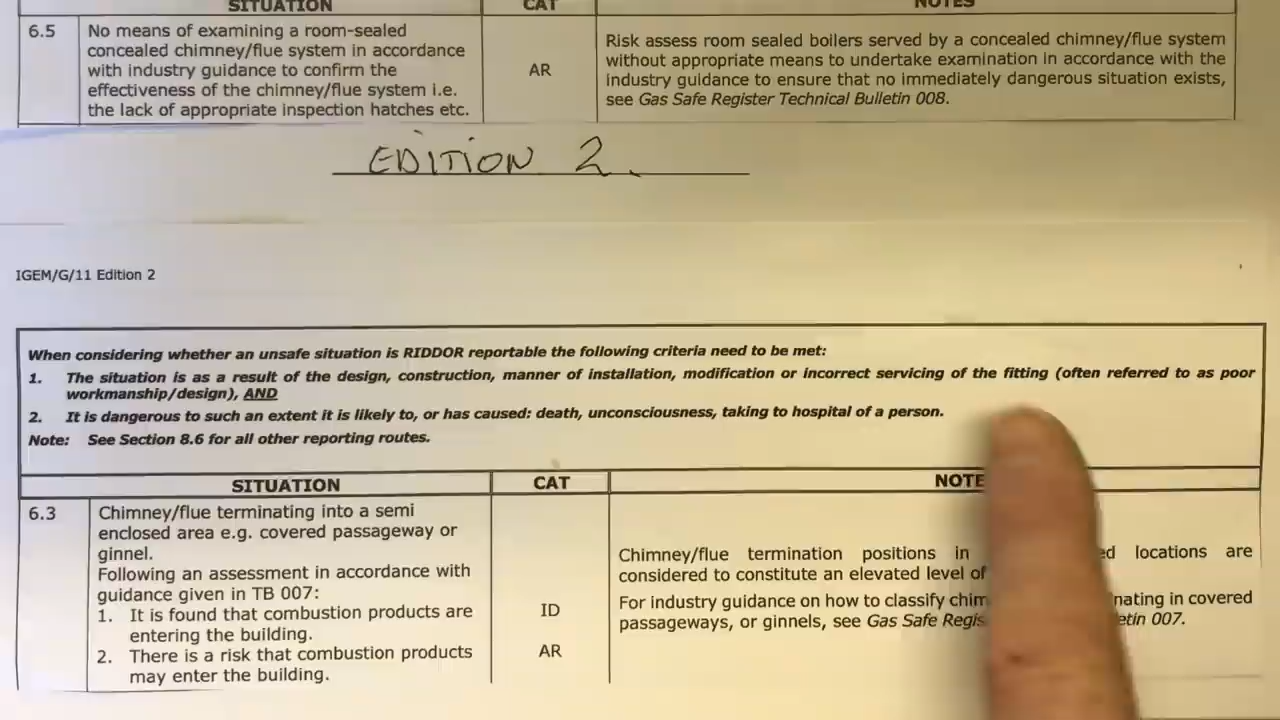 SITUATION CAT NOTES
6.5 No means of examining a room-sealed
concealed chimney/flue system in accordance
with industry guidance to confirm the
effectiveness of the chimney/flue system i.e.
the lack of appropriate inspection hatches etc.
AR
Risk assess room sealed boilers served by a concealed chimney/flue system
without appropriate means to undertake examination in accordance with the
industry guidance to ensure that no immediately dangerous situation exists,
see Gas Safe Register Technical Bulletin 008.
EDITION 2.
IGEM/G/11 Edition 2
When considering whether an unsafe situation is RIDDOR reportable the following criteria need to be met:
1. The situation is as a result of the design, construction, manner of installation, modification or incorrect servicing of the fitting (often referred to as poor
workmanship/design), AND
2. It is dangerous to such an extent it is likely to, or has caused: death, unconsciousness, taking to hospital of a person.
Note: See Section 8.6 for all other reporting routes.
SITUATION CAT NOTE
6.3 Chimney/flue terminating into a semi
enclosed area e.g. covered passageway or
ginnel.
Following an assessment in accordance with
guidance given in TB 007:
1. It is found that combustion products are
entering the building.
2. There is a risk that combustion products
may enter the building.
ID
AR
Chimney/flue termination positions in ed locations are
considered to constitute an elevated level of
For industry guidance on how to classify chim nating in covered
passageways, or ginnels, see Gas Safe Regis etin 007.